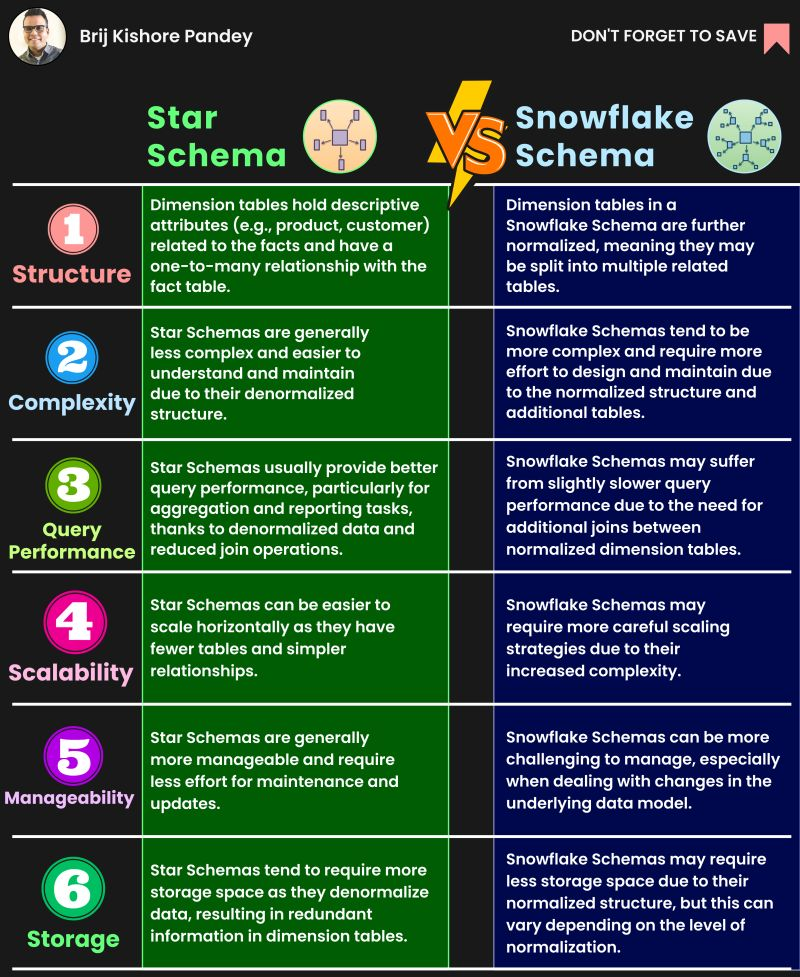 Brij Kishore Pandey
DON'T FORGET TO SAVE
Star
Schema
VS
Snowflake
Schema
1
Structure
Dimension tables hold descriptive
attributes (e.g., product, customer)
related to the facts and have a
one-to-many relationship with the
fact table.
Dimension tables in a
Snowflake Schema are further
normalized, meaning they may
be split into multiple related
tables.
2
Complexity
Star Schemas are generally
less complex and easier to
understand and maintain
due to their denormalized
structure.
Snowflake Schemas tend to be
more complex and require more
effort to design and maintain due
to the normalized structure and
additional tables.
3
Query
Performance
Star Schemas usually provide better
query performance, particularly for
aggregation and reporting tasks,
thanks to denormalized data and
reduced join operations.
Snowflake Schemas may suffer
from slightly slower query
performance due to the need for
additional joins between
normalized dimension tables.
4
Scalability
Star Schemas can be easier to
scale horizontally as they have
fewer tables and simpler
relationships.
Snowflake Schemas may
require more careful scaling
strategies due to their
increased complexity.
5
Manageability
Star Schemas are generally
more manageable and require
less effort for maintenance and
updates.
Snowflake Schemas can be more
challenging to manage, especially
when dealing with changes in the
underlying data model.
6
Storage
Star Schemas tend to require more
storage space as they denormalize
data, resulting in redundant
information in dimension tables.
Snowflake Schemas may require
less storage space due to their
normalized structure, but this can
vary depending on the level of
normalization.